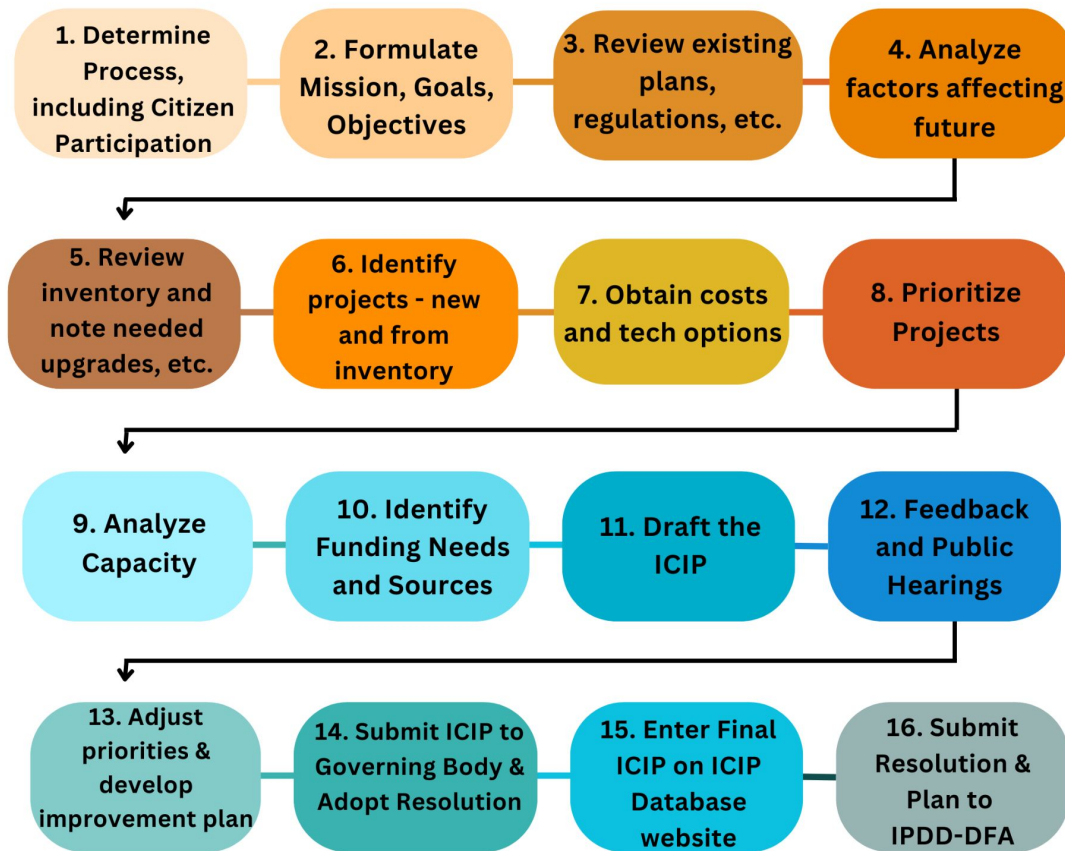 1. Determine
Process,
including Citizen
Participation
2. Formulate
Mission, Goals,
Objectives
3. Review existing
plans,
regulations, etc.
4. Analyze
factors affecting
future
5. Review
inventory and
note needed
upgrades, etc.
6. Identify
projects - new
and from
inventory
7. Obtain costs
and tech options
8. Prioritize
Projects
9. Analyze
Capacity
10. Identify
Funding Needs
and Sources
11. Draft the
ICIP
12. Feedback
and Public
Hearings
13. Adjust
priorities &
develop
improvement plan
14. Submit ICIP to
Governing Body &
Adopt Resolution
15. Enter Final
ICIP on ICIP
Database
website
16. Submit
Resolution &
Plan to
IPDD-DFA